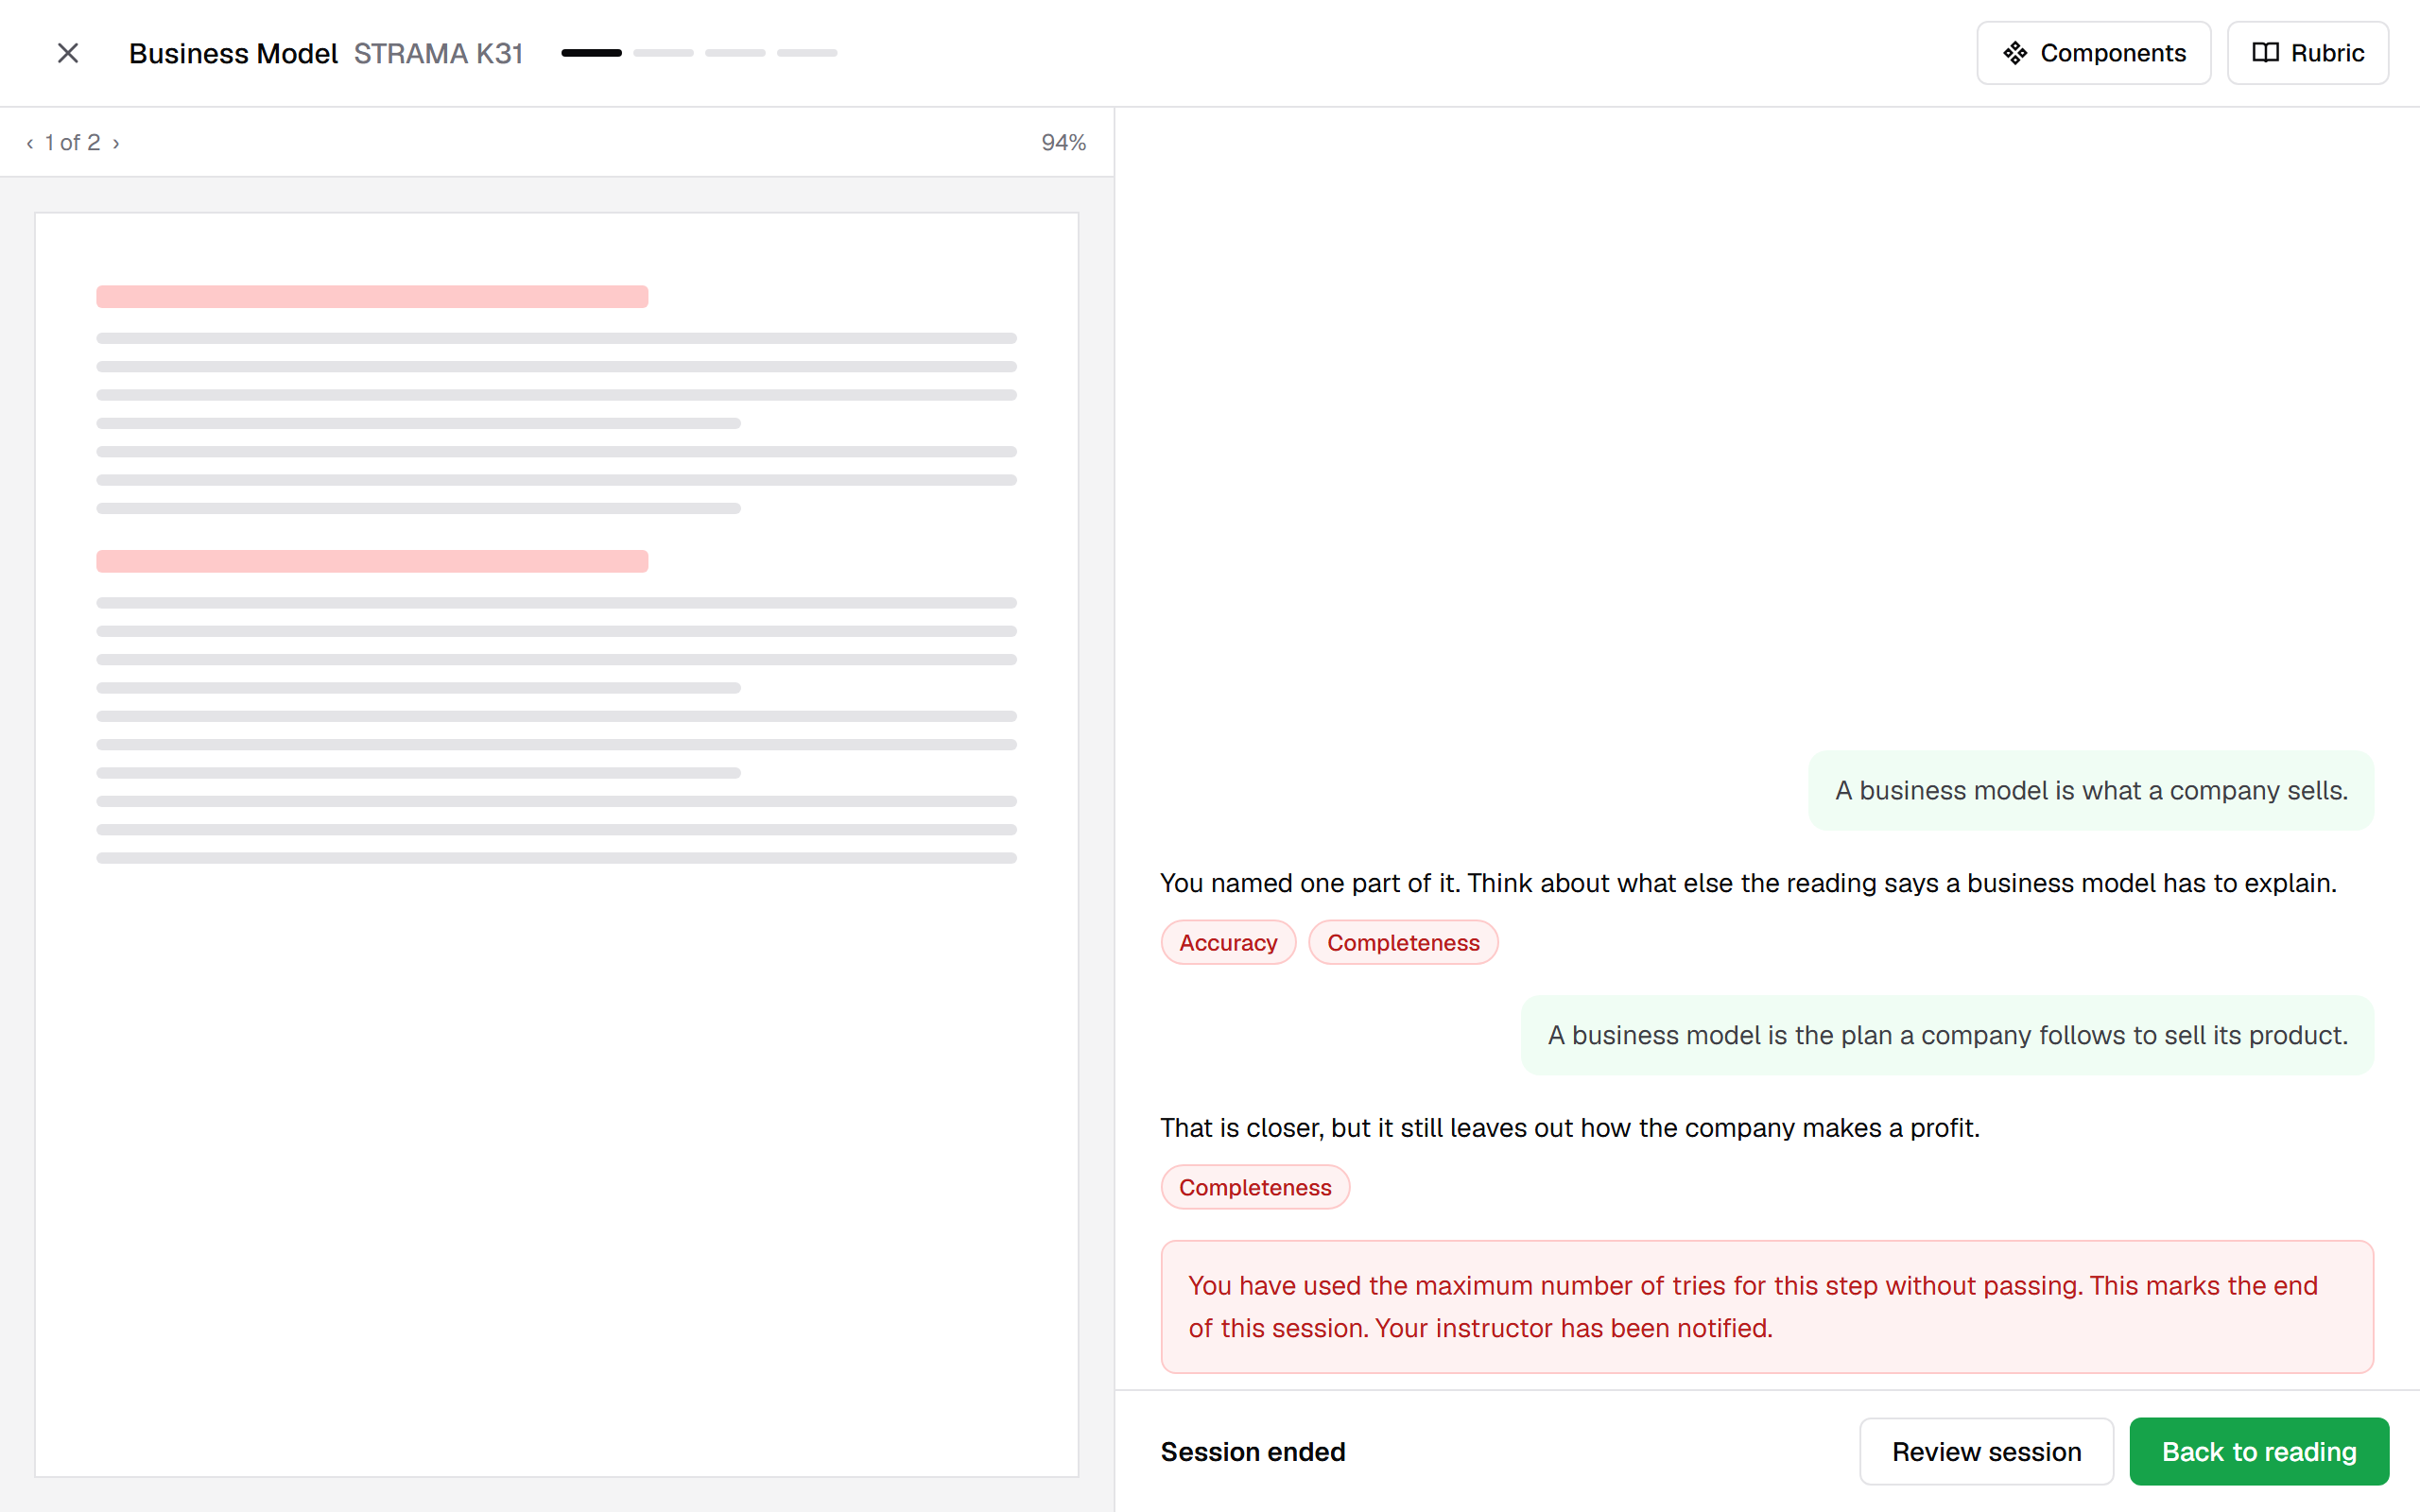 Business Model STRAMA K31
Components
Rubric
‹ 1 of 2 ›
94%
A business model is what a company sells.
You named one part of it. Think about what else the reading says a business model has to explain.
Accuracy
Completeness
A business model is the plan a company follows to sell its product.
That is closer, but it still leaves out how the company makes a profit.
Completeness
You have used the maximum number of tries for this step without passing. This marks the end
of this session. Your instructor has been notified.
Session ended
Review session
Back to reading